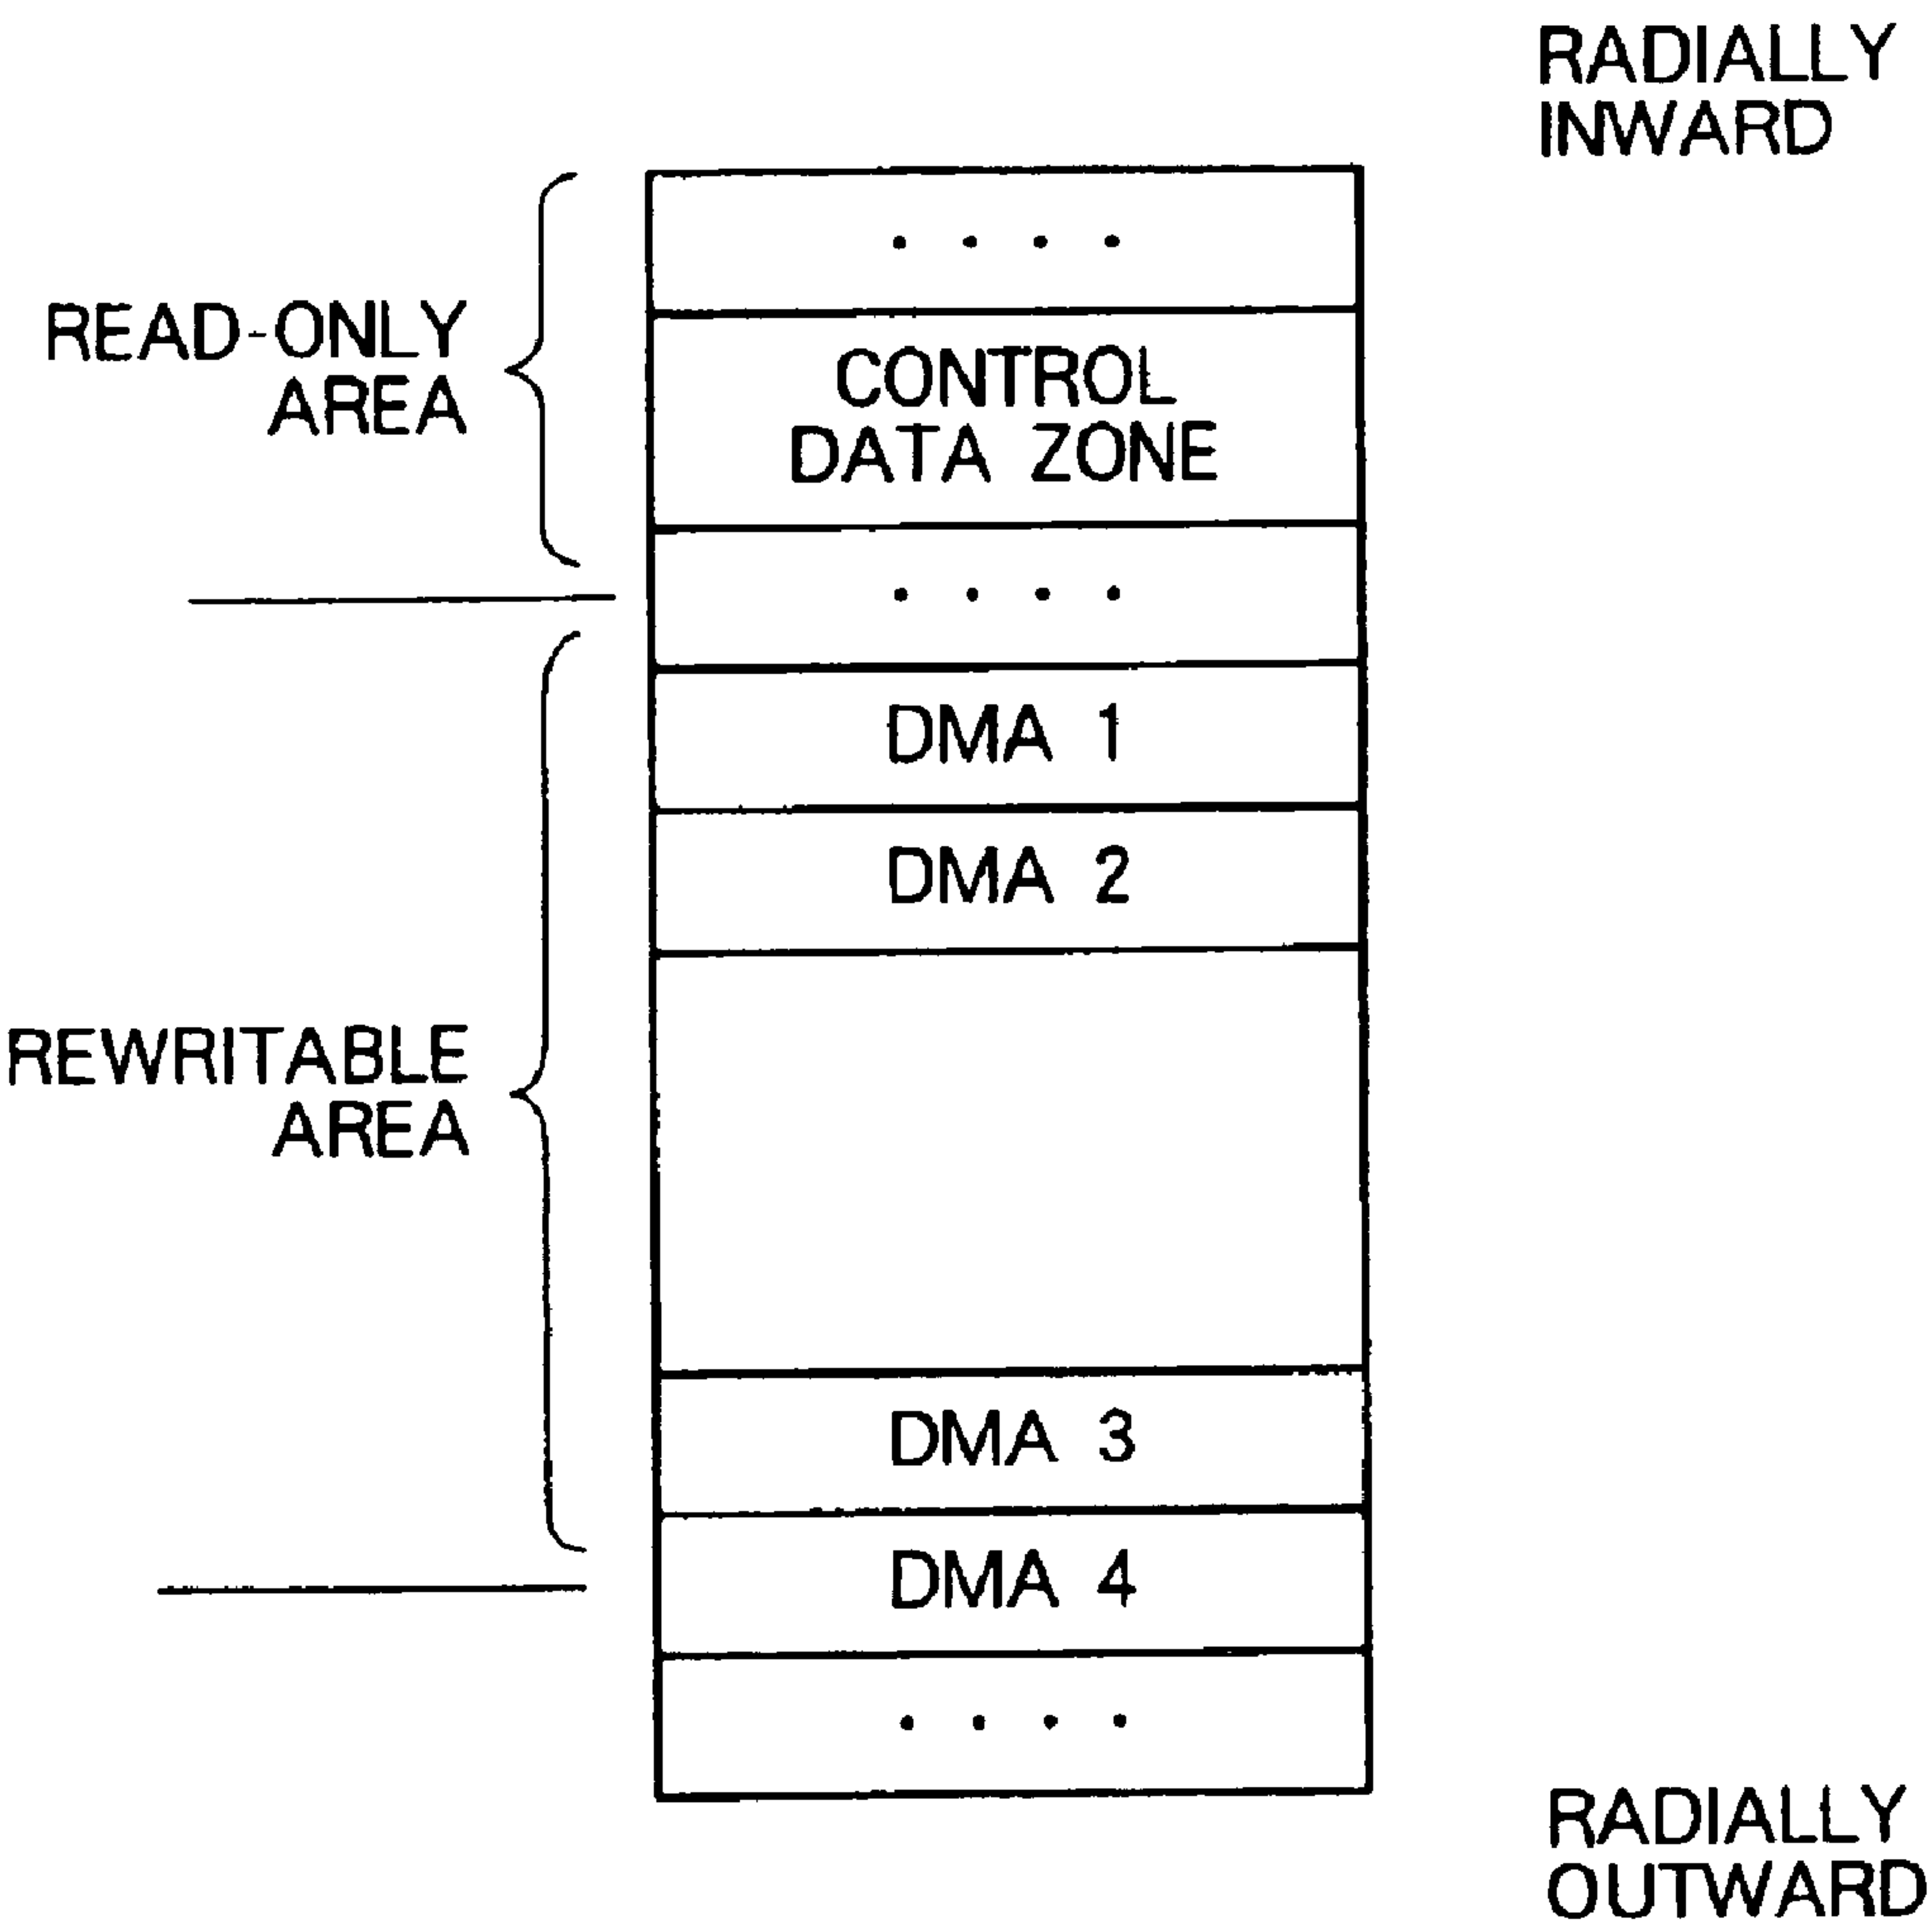 RADIALLY
INWARD
. . . .
READ-ONLY
AREA
CONTROL
DATA ZONE
. . . .
DMA 1
DMA 2
REWRITABLE
AREA
DMA 3
DMA 4
. . . .
RADIALLY
OUTWARD